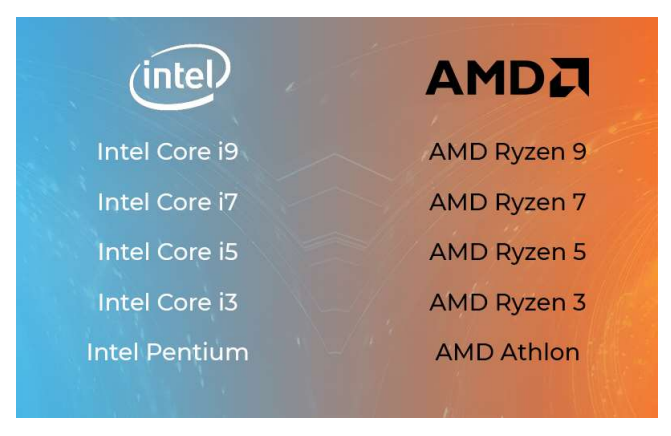 intel
AMD
Intel Core i9
AMD Ryzen 9
Intel Core i7
AMD Ryzen 7
Intel Core i5
AMD Ryzen 5
Intel Core i3
AMD Ryzen 3
Intel Pentium
AMD Athlon